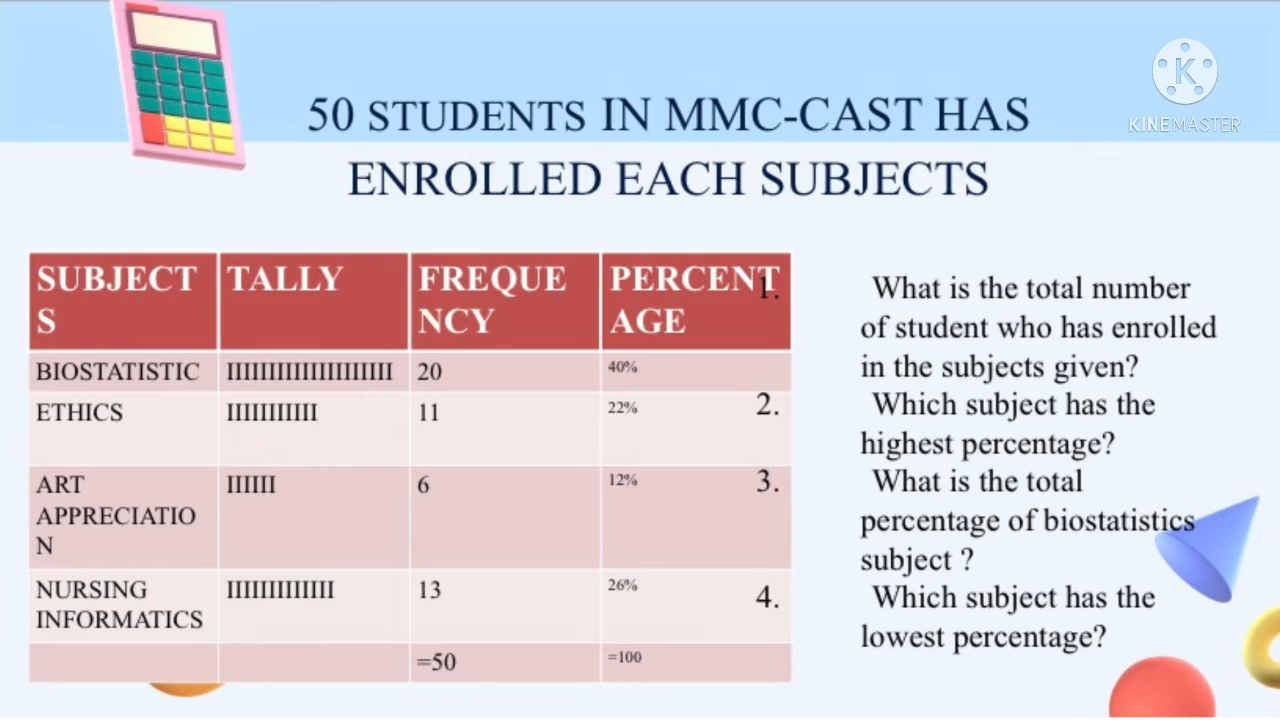 KINEMASTER
50 STUDENTS IN MMC-CAST HAS
ENROLLED EACH SUBJECTS
SUBJECT
S
TALLY
FREQUE
NCY
PERCENT
AGE
BIOSTATISTIC
IIIIIIIIIIIIIIIIIIII
20
40%
ETHICS
IIIIIIIIIII
11
22%
ART
APPRECIATIO
N
IIIIII
6
12%
NURSING
INFORMATICS
IIIIIIIIIIIII
13
26%
=50
=100
1. What is the total number
of student who has enrolled
in the subjects given?
2. Which subject has the
highest percentage?
3. What is the total
percentage of biostatistics
subject ?
4. Which subject has the
lowest percentage?